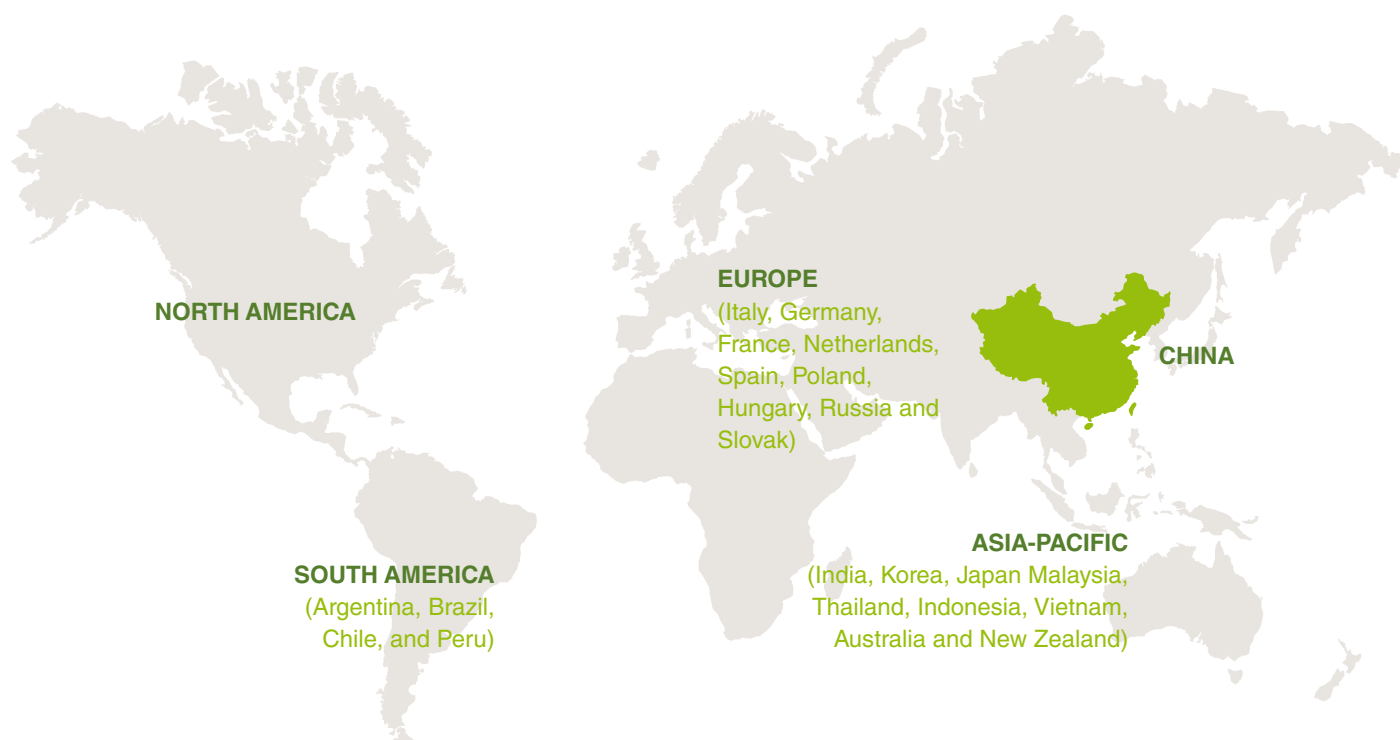 NORTH AMERICA
EUROPE
(Italy, Germany,
France, Netherlands,
Spain, Poland,
Hungary, Russia and
Slovak)
CHINA
SOUTH AMERICA
(Argentina, Brazil,
Chile, and Peru)
ASIA-PACIFIC
(India, Korea, Japan Malaysia,
Thailand, Indonesia, Vietnam,
Australia and New Zealand)